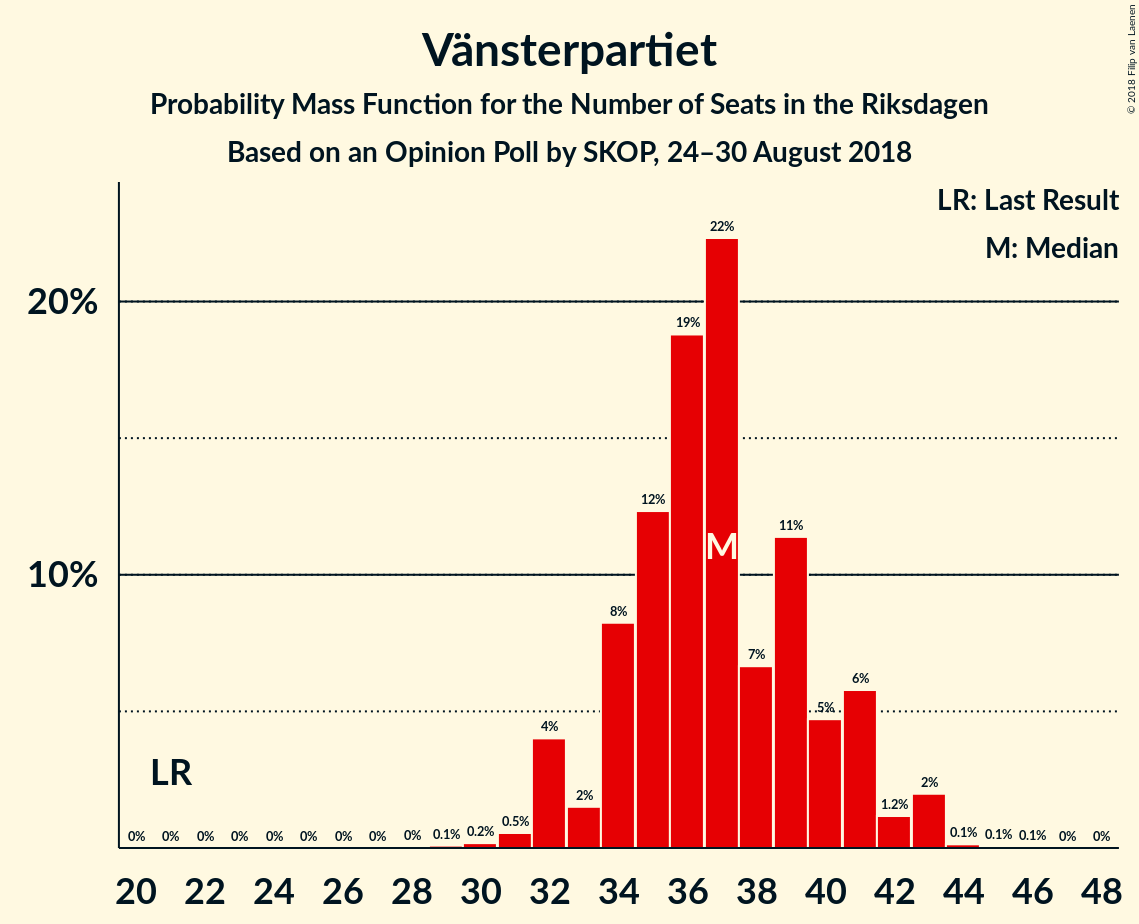 Vänsterpartiet
Probability Mass Function for the Number of Seats in the Riksdagen
Based on an Opinion Poll by SKOP, 24–30 August 2018
© 2018 Filip van Laenen
LR: Last Result
M: Median
22%
20%
19%
12%
11%
M
10%
8%
7%
6%
5%
4%
LR
2%
2%
1.2%
0% 0% 0% 0% 0% 0% 0% 0% 0% 0.1% 0.2% 0.5% 0.1% 0.1% 0.1% 0% 0%
20 22 24 26 28 30 32 34 36 38 40 42 44 46 48